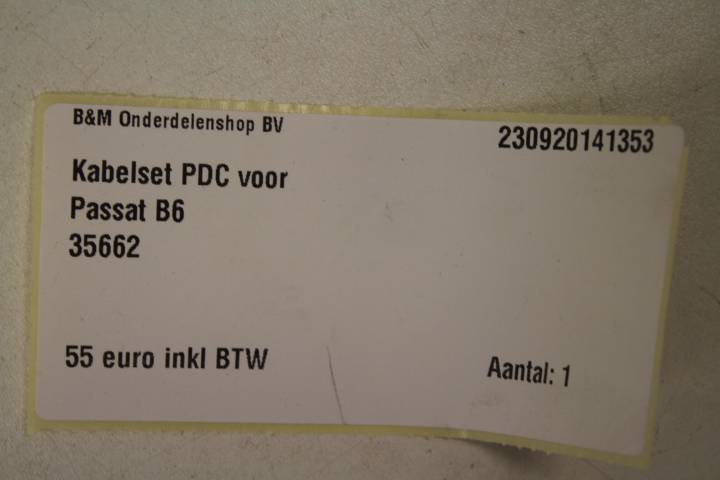 B&M Onderdelenshop BV
230920141353
Kabelset PDC voor
Passat B6
35662
55 euro inkl BTW
Aantal: 1